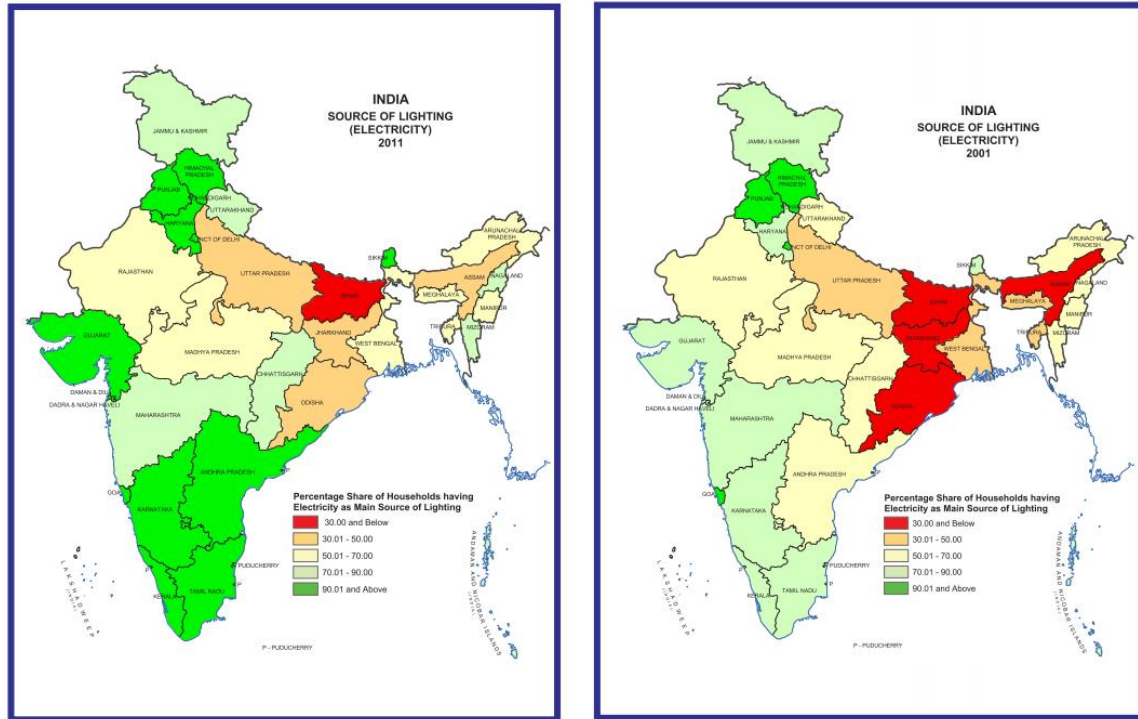 INDIA
SOURCE OF LIGHTING
(ELECTRICITY)
2011
JAMMU & KASHMIR
HIMACHAL
PRADESH
PUNJAB
CHANDIGARH
UTTARAKHAND
HARYANA
NCT OF DELHI
RAJASTHAN
UTTAR PRADESH
BIHAR
SIKKIM
ARUNACHAL
PRADESH
ASSAM
NAGALAND
MEGHALAYA
MANIPUR
TRIPURA
MIZORAM
JHARKHAND
WEST BENGAL
GUJARAT
MADHYA PRADESH
CHHATTISGARH
ODISHA
DAMAN & DIU
DADRA & NAGAR HAVELI
MAHARASHTRA
ANDHRA PRADESH
P
GOA
KARNATAKA
PUDUCHERRY
P
P
KERALA
TAMIL NADU
LAKSHADWEEP
(INDIA)
ANDAMAN AND NICOBAR ISLANDS
(INDIA)
Percentage Share of Households having
Electricity as Main Source of Lighting
30.00 and Below
30.01 - 50.00
50.01 - 70.00
70.01 - 90.00
90.01 and Above
P - PUDUCHERRY
INDIA
SOURCE OF LIGHTING
(ELECTRICITY)
2001
JAMMU & KASHMIR
HIMACHAL
PRADESH
PUNJAB
CHANDIGARH
UTTARAKHAND
HARYANA
NCT OF DELHI
RAJASTHAN
UTTAR PRADESH
BIHAR
SIKKIM
ARUNACHAL
PRADESH
ASSAM
NAGALAND
MEGHALAYA
MANIPUR
TRIPURA
MIZORAM
JHARKHAND
WEST BENGAL
GUJARAT
MADHYA PRADESH
CHHATTISGARH
DAMAN & DIU
DADRA & NAGAR HAVELI
MAHARASHTRA
ANDHRA PRADESH
P
GOA
KARNATAKA
PUDUCHERRY
P
P
KERALA
TAMIL NADU
LAKSHADWEEP
(INDIA)
ANDAMAN AND NICOBAR ISLANDS
(INDIA)
Percentage Share of Households having
Electricity as Main Source of Lighting
30.00 and Below
30.01 - 50.00
50.01 - 70.00
70.01 - 90.00
90.01 and Above
P - PUDUCHERRY